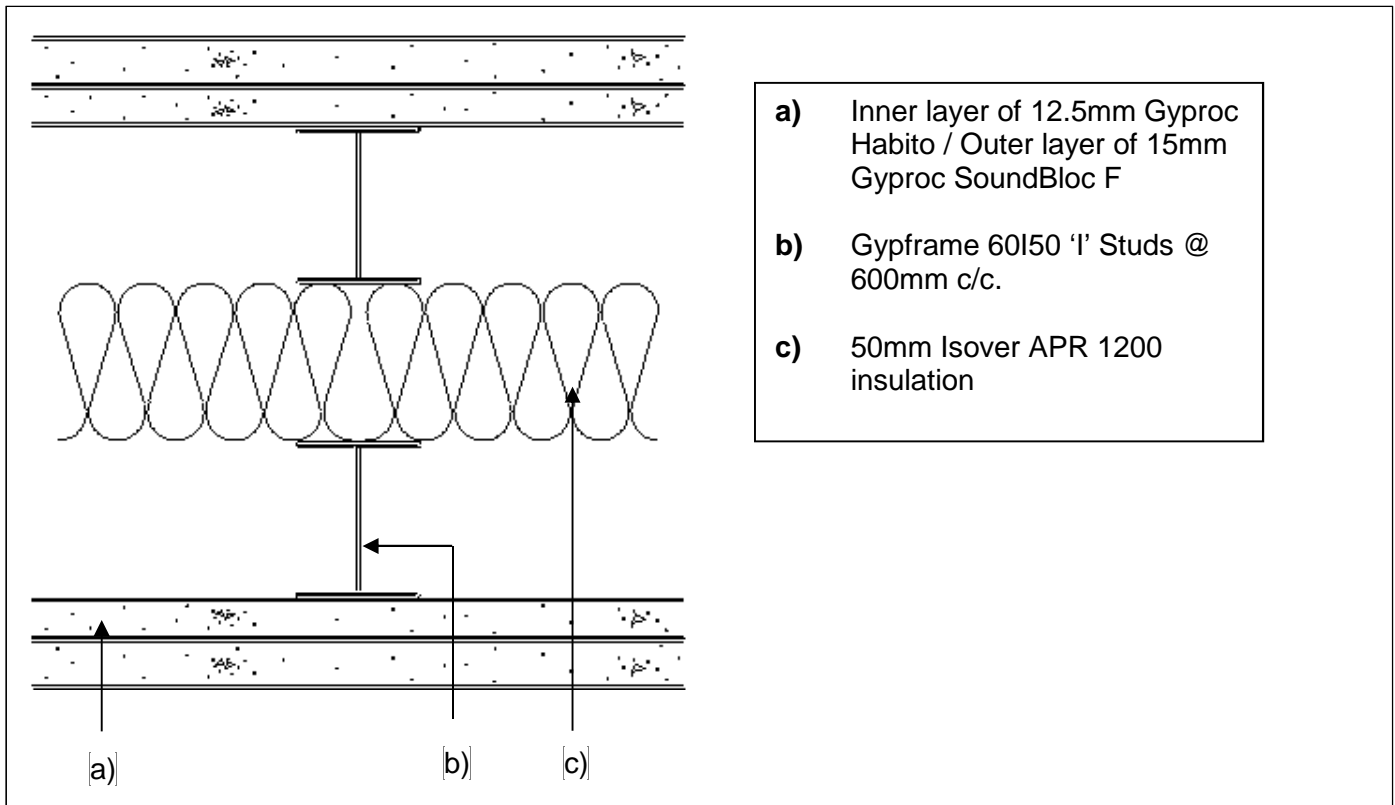 a) Inner layer of 12.5mm Gyproc
Habito / Outer layer of 15mm
Gyproc SoundBloc F
b) Gypframe 60I50 ‘I’ Studs @
600mm c/c.
c) 50mm Isover APR 1200
insulation
a)
b)
c)